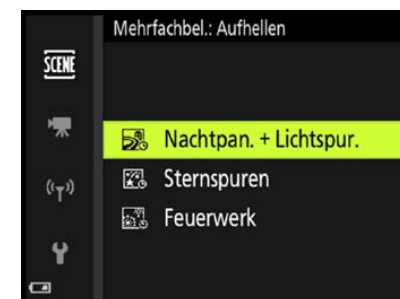 Mehrfachbel.: Aufhellen
SCENE
Nachtpan. + Lichtspur.
Sternspuren
Feuerwerk